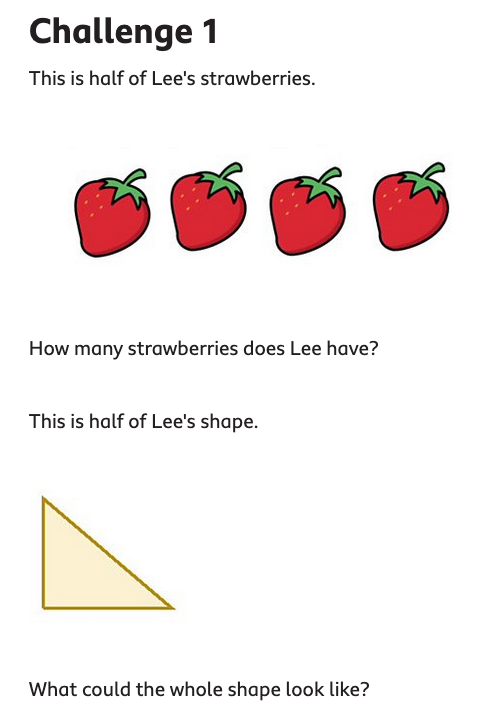 Challenge 1
This is half of Lee's strawberries.
How many strawberries does Lee have?
This is half of Lee's shape.
What could the whole shape look like?